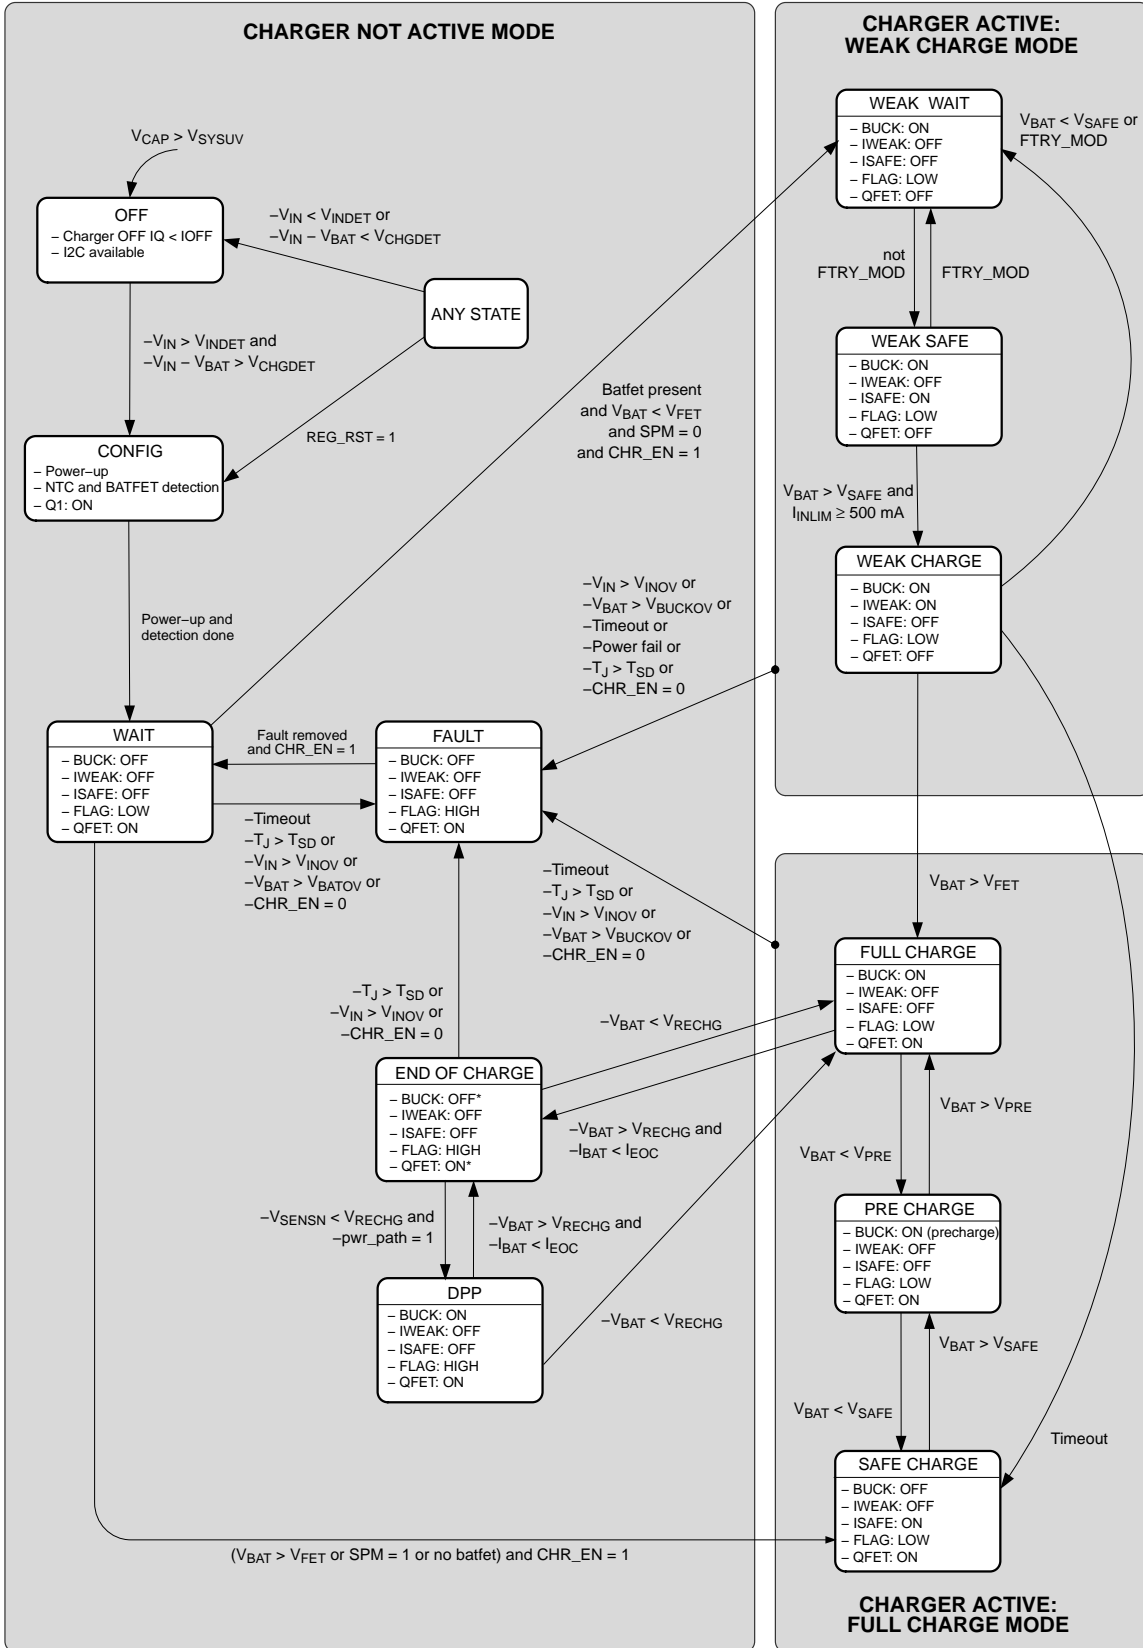 CHARGER NOT ACTIVE MODE
VCAP > VSYSUV
OFF
– Charger OFF IQ < IOFF
– I2C available
–VIN < VINDET or
–VIN – VBAT < VCHGDET
ANY STATE
–VIN > VINDET and
–VIN – VBAT > VCHGDET
REG_RST = 1
CONFIG
– Power–up
– NTC and BATFET detection
– Q1: ON
Power–up and
detection done
Batfet present
and VBAT < VFET
and SPM = 0
and CHR_EN = 1
WAIT
– BUCK: OFF
– IWEAK: OFF
– ISAFE: OFF
– FLAG: LOW
– QFET: ON
Fault removed
and CHR_EN = 1
FAULT
– BUCK: OFF
– IWEAK: OFF
– ISAFE: OFF
– FLAG: HIGH
– QFET: ON
–VIN > VINOV or
–VBAT > VBUCKOV or
–Timeout or
–Power fail or
–TJ > TSD or
–CHR_EN = 0
–Timeout
–TJ > TSD or
–VIN > VINOV or
–VBAT > VBATOV or
–CHR_EN = 0
–Timeout
–TJ > TSD or
–VIN > VINOV or
–VBAT > VBUCKOV or
–CHR_EN = 0
–TJ > TSD or
–VIN > VINOV or
–CHR_EN = 0
END OF CHARGE
– BUCK: OFF*
– IWEAK: OFF
– ISAFE: OFF
– FLAG: HIGH
– QFET: ON*
–VBAT < VRECHG
–VBAT > VRECHG and
–IBAT < IEOC
–VSENSN < VRECHG and
–pwr_path = 1
–VBAT > VRECHG and
–IBAT < IEOC
DPP
– BUCK: ON
– IWEAK: OFF
– ISAFE: OFF
– FLAG: HIGH
– QFET: ON
–VBAT < VRECHG
(VBAT > VFET or SPM = 1 or no batfet) and CHR_EN = 1
CHARGER ACTIVE:
WEAK CHARGE MODE
WEAK WAIT
– BUCK: ON
– IWEAK: OFF
– ISAFE: OFF
– FLAG: LOW
– QFET: OFF
VBAT < VSAFE or
FTRY_MOD
not
FTRY_MOD
FTRY_MOD
WEAK SAFE
– BUCK: ON
– IWEAK: OFF
– ISAFE: ON
– FLAG: LOW
– QFET: OFF
VBAT > VSAFE and
IINLIM ≥ 500 mA
WEAK CHARGE
– BUCK: ON
– IWEAK: ON
– ISAFE: OFF
– FLAG: LOW
– QFET: OFF
VBAT > VFET
FULL CHARGE
– BUCK: ON
– IWEAK: OFF
– ISAFE: OFF
– FLAG: LOW
– QFET: ON
VBAT > VPRE
VBAT < VPRE
PRE CHARGE
– BUCK: ON (precharge)
– IWEAK: OFF
– ISAFE: OFF
– FLAG: LOW
– QFET: ON
VBAT > VSAFE
VBAT < VSAFE
Timeout
SAFE CHARGE
– BUCK: OFF
– IWEAK: OFF
– ISAFE: ON
– FLAG: LOW
– QFET: ON
CHARGER ACTIVE:
FULL CHARGE MODE